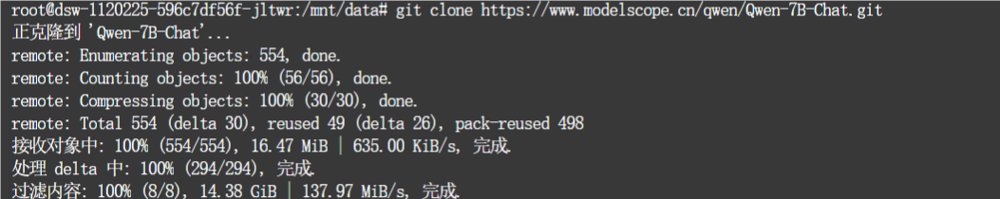 root@dsw-1120225-596c7df56f-jltwr:/mnt/data# git clone https://www.modelscope.cn/qwen/Qwen-7B-Chat.git
正克隆到 'Qwen-7B-Chat'...
remote: Enumerating objects: 554, done.
remote: Counting objects: 100% (56/56), done.
remote: Compressing objects: 100% (30/30), done.
remote: Total 554 (delta 30), reused 49 (delta 26), pack-reused 498
接收对象中: 100% (554/554), 16.47 MiB | 635.00 KiB/s, 完成.
处理 delta 中: 100% (294/294), 完成.
过滤内容: 100% (8/8), 14.38 GiB | 137.97 MiB/s, 完成.